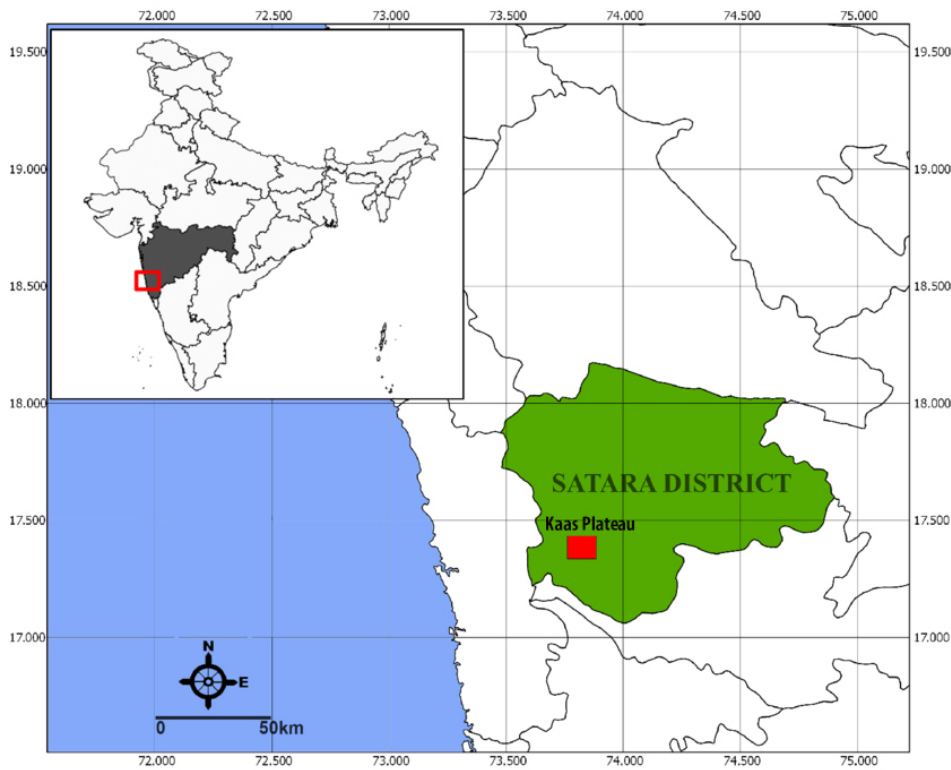 72.000 72.500 73.000 73.500 74.000 74.500 75.000
19.500 19.500
19.000 19.000
18.500 18.500
18.000 18.000
SATARA DISTRICT
17.500 17.500
Kaas Plateau
17.000 17.000
N
E
0 50km
72.000 72.500 73.000 73.500 74.000 74.500 75.000